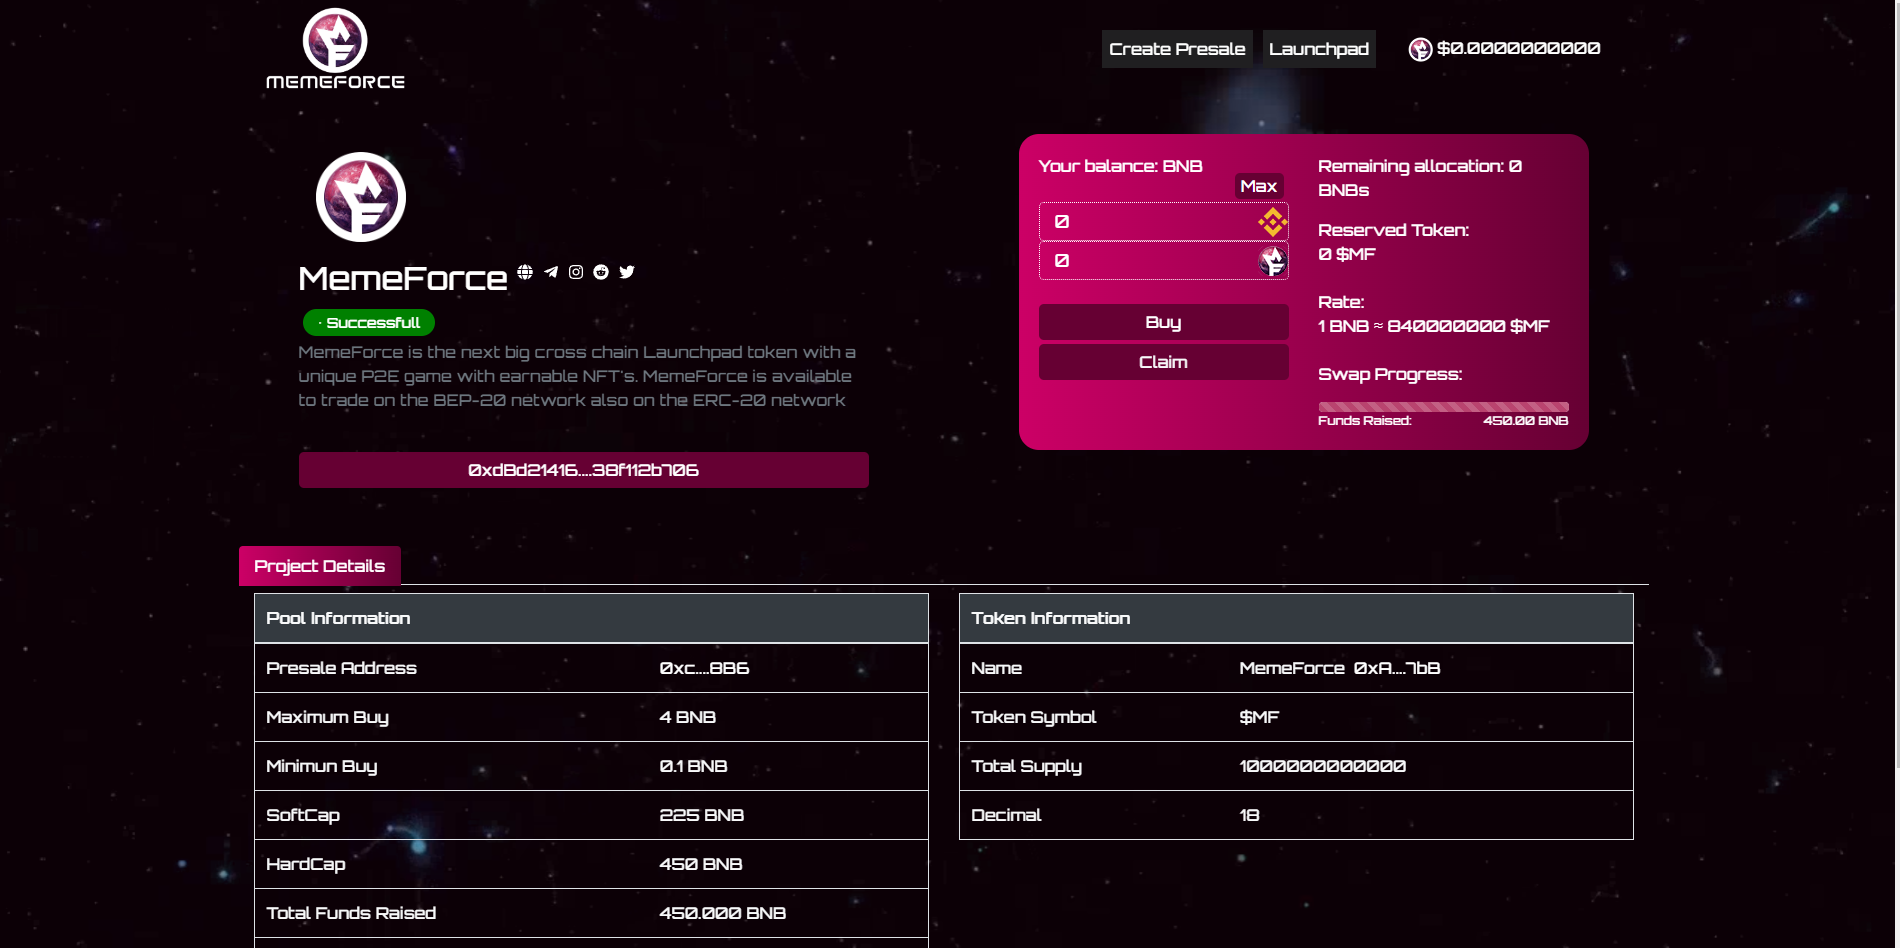 MEMEFORCE
Create Presale
Launchpad
$0.0000000000
MemeForce
· Successfull
MemeForce is the next big cross chain Launchpad token with a
unique P2E game with earnable NFT's. MemeForce is available
to trade on the BEP-20 network also on the ERC-20 network
0xdBd21416....38f112b706
Your balance: BNB
Max
0
0
Buy
Claim
Remaining allocation: 0
BNBs
Reserved Token:
0 $MF
Rate:
1 BNB ≈ 840000000 $MF
Swap Progress:
Funds Raised: 450.00 BNB
Project Details
Pool Information
Presale Address 0xc....8B6
Maximum Buy 4 BNB
Minimun Buy 0.1 BNB
SoftCap 225 BNB
HardCap 450 BNB
Total Funds Raised 450.000 BNB
Token Information
Name MemeForce 0xA....7bB
Token Symbol $MF
Total Supply 1000000000000
Decimal 18